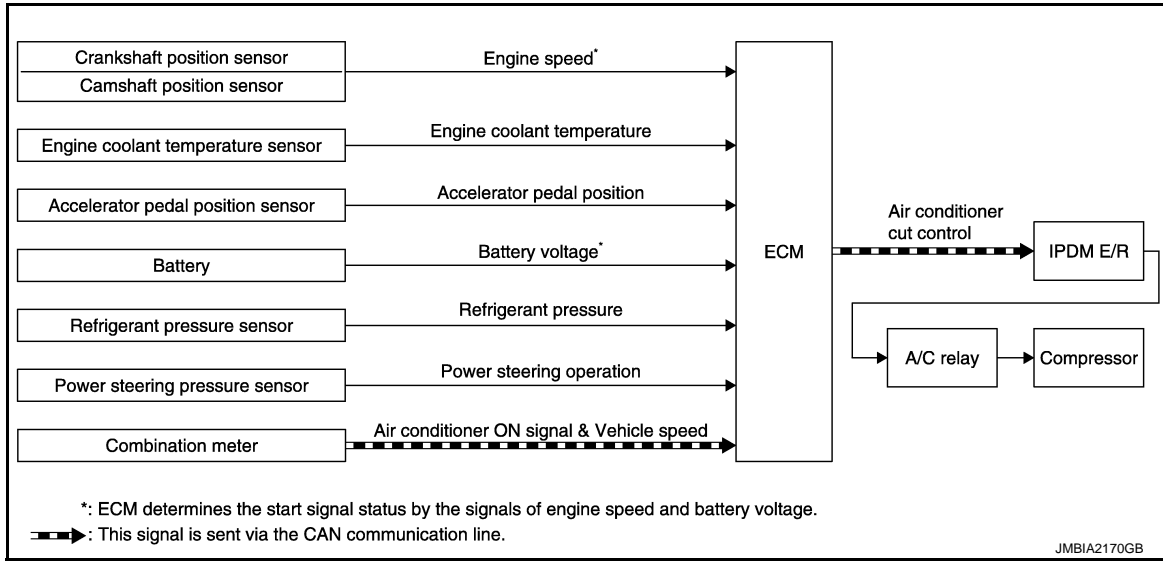 Crankshaft position sensor
Camshaft position sensor
Engine speed*
Engine coolant temperature sensor
Engine coolant temperature
Accelerator pedal position sensor
Accelerator pedal position
Battery
Battery voltage*
Refrigerant pressure sensor
Refrigerant pressure
Power steering pressure sensor
Power steering operation
Combination meter
Air conditioner ON signal & Vehicle speed
ECM
Air conditioner
cut control
IPDM E/R
A/C relay
Compressor
*: ECM determines the start signal status by the signals of engine speed and battery voltage.
: This signal is sent via the CAN communication line.
JMBIA2170GB